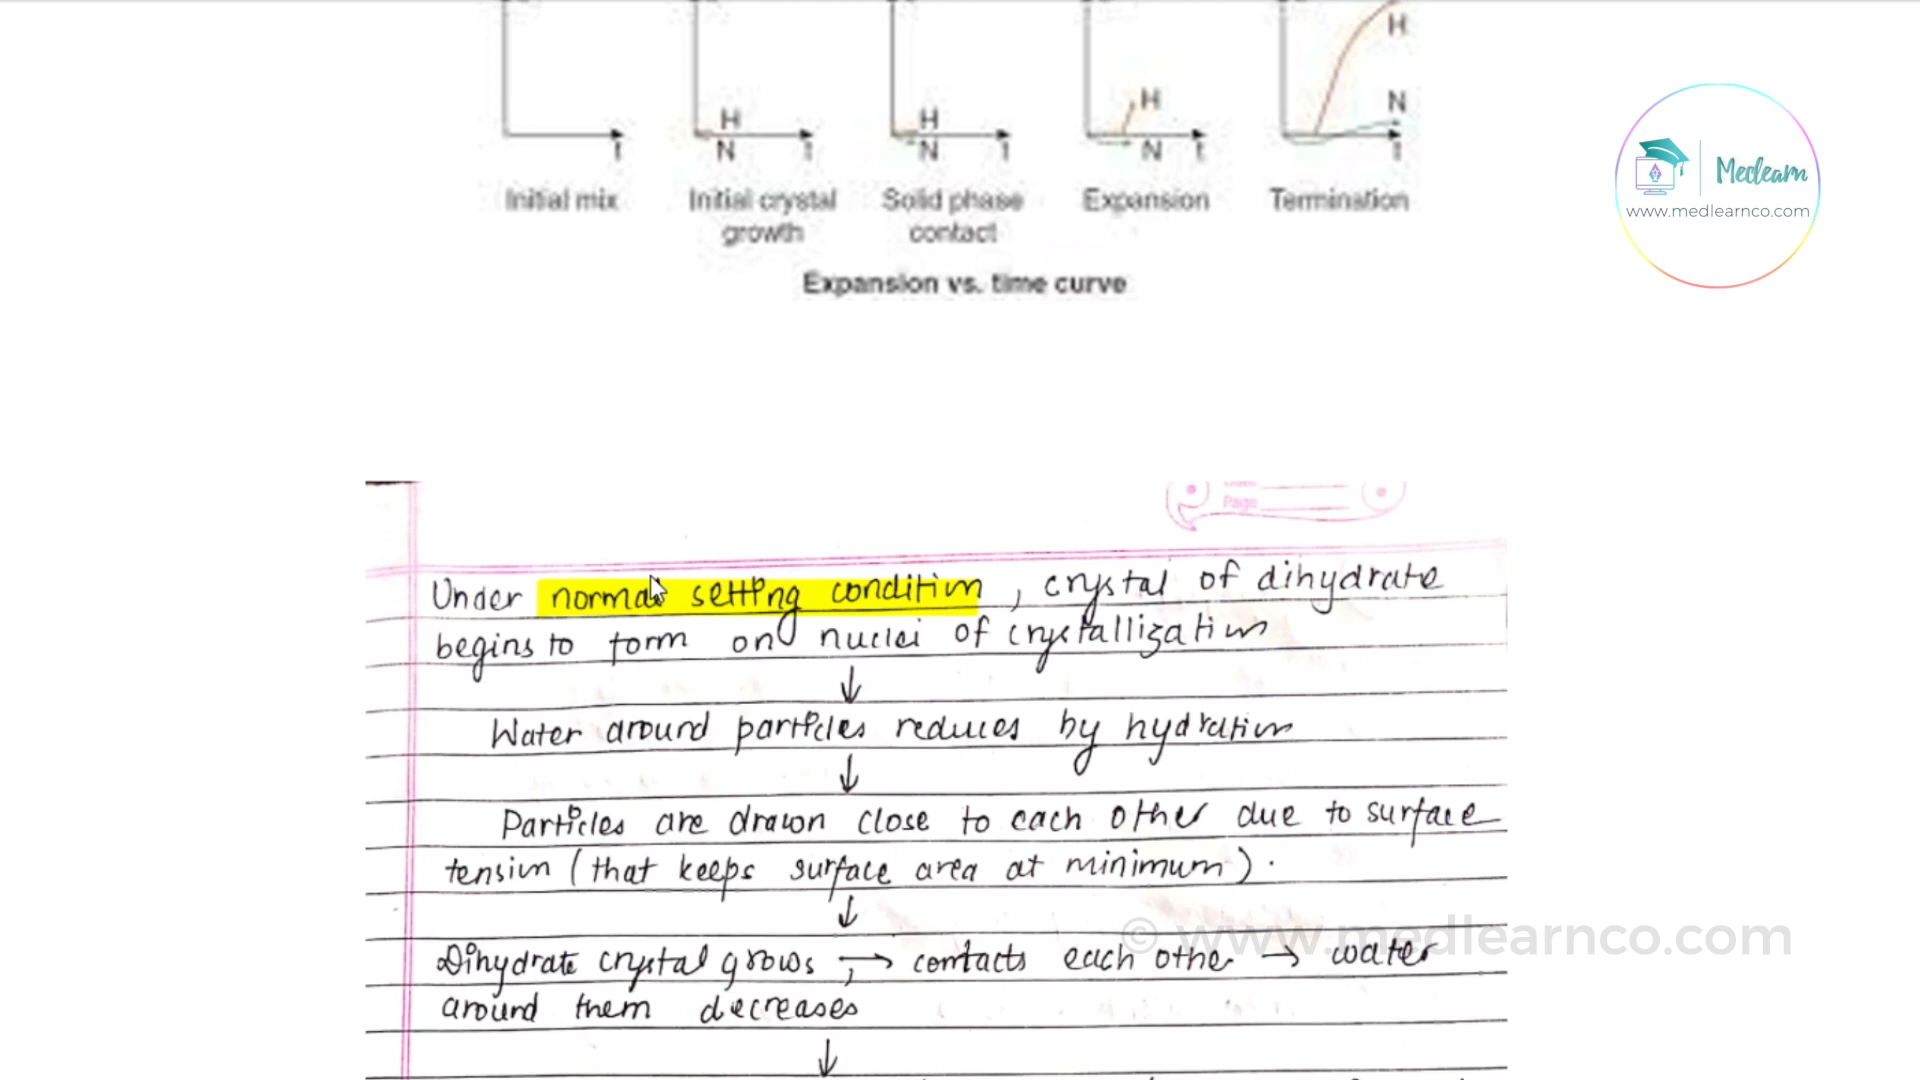 H
H
H
H
N
N
N
N
t
t
t
t
t
Initial mix
Initial crystal
growth
Solid phase
contact
Expansion
Termination
Expansion vs. time curve
Medlearn
www.medlearnco.com
Page
Under normal setting condition, crystal of dihydrate
begins to form on nuclei of crystallization
↓
Water around particles reduces by hydration
↓
Particles are drawn close to each other due to surface
tension (that keeps surface area at minimum).
↓
Dihydrate crystal grows → contacts each other → water
around them decreases
↓
© www.medlearnco.com